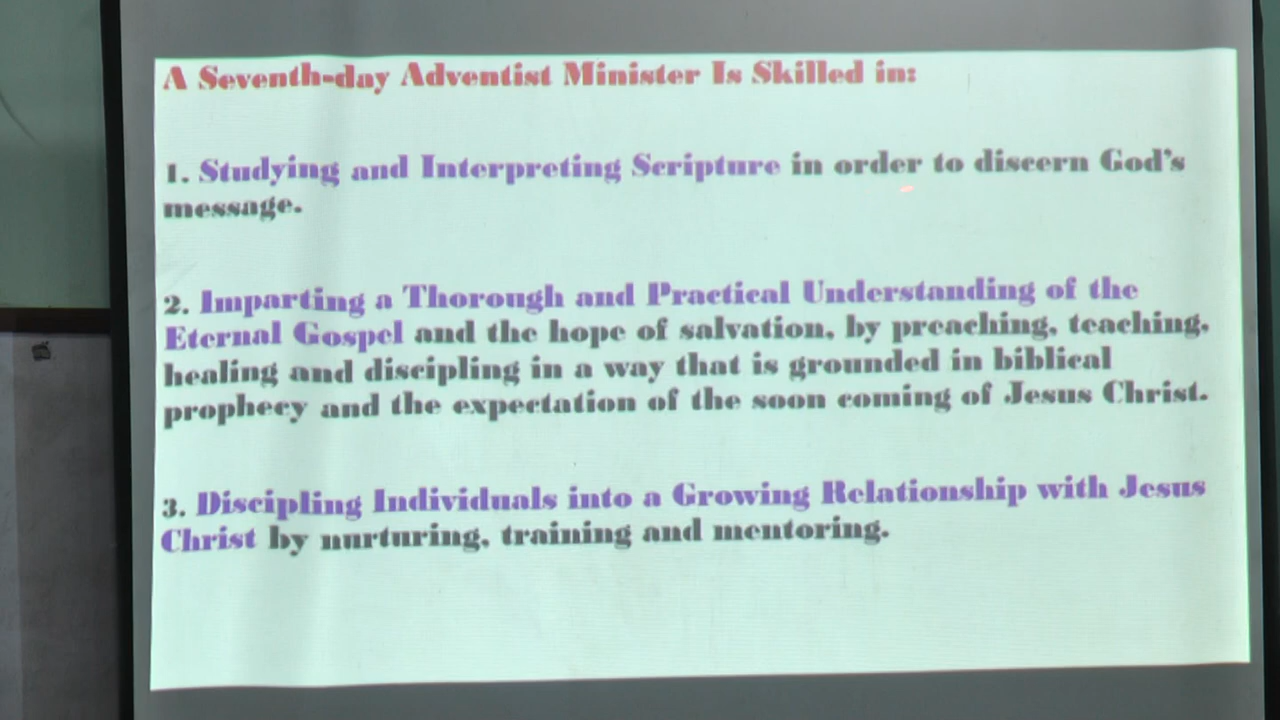 A Seventh-day Adventist Minister Is Skilled in:
1. Studying and Interpreting Scripture in order to discern God's
message.
2. Imparting a Thorough and Practical Understanding of the
Eternal Gospel and the hope of salvation, by preaching, teaching,
healing and discipling in a way that is grounded in biblical
prophecy and the expectation of the soon coming of Jesus Christ.
3. Discipling Individuals into a Growing Relationship with Jesus
Christ by nurturing, training and mentoring.